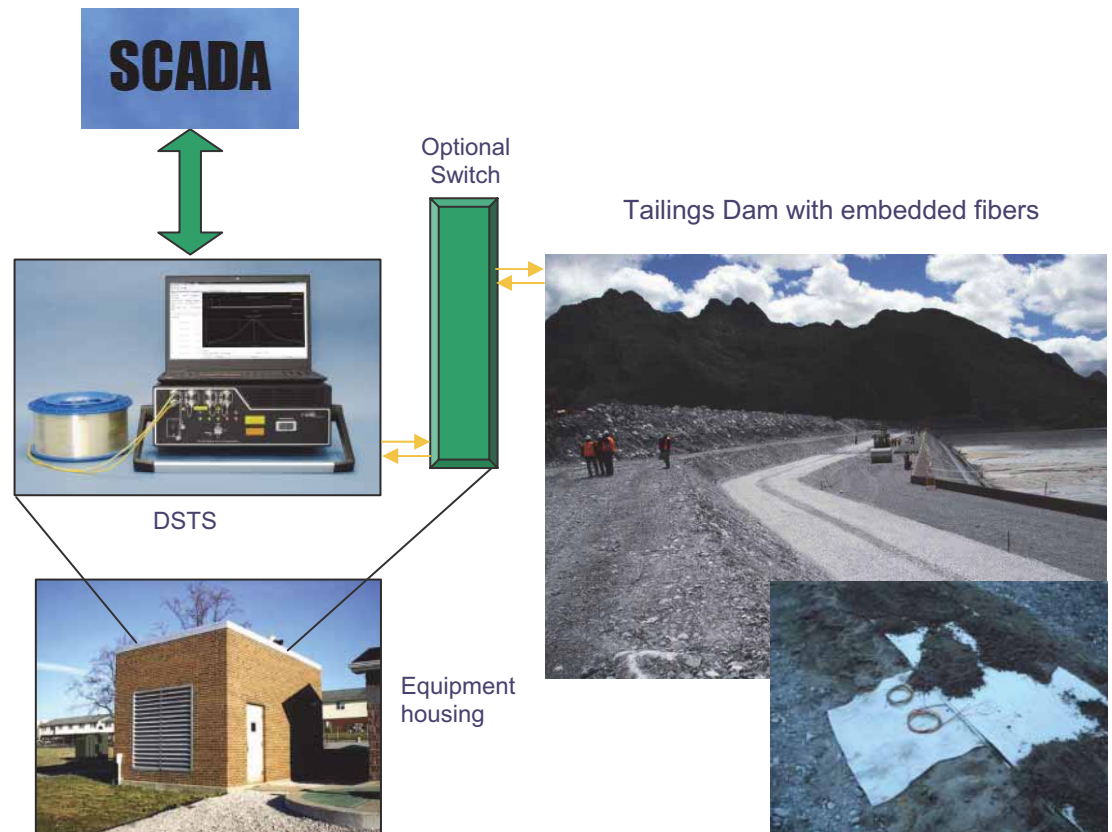 SCADA
Optional
Switch
Tailings Dam with embedded fibers
DSTS
Equipment
housing